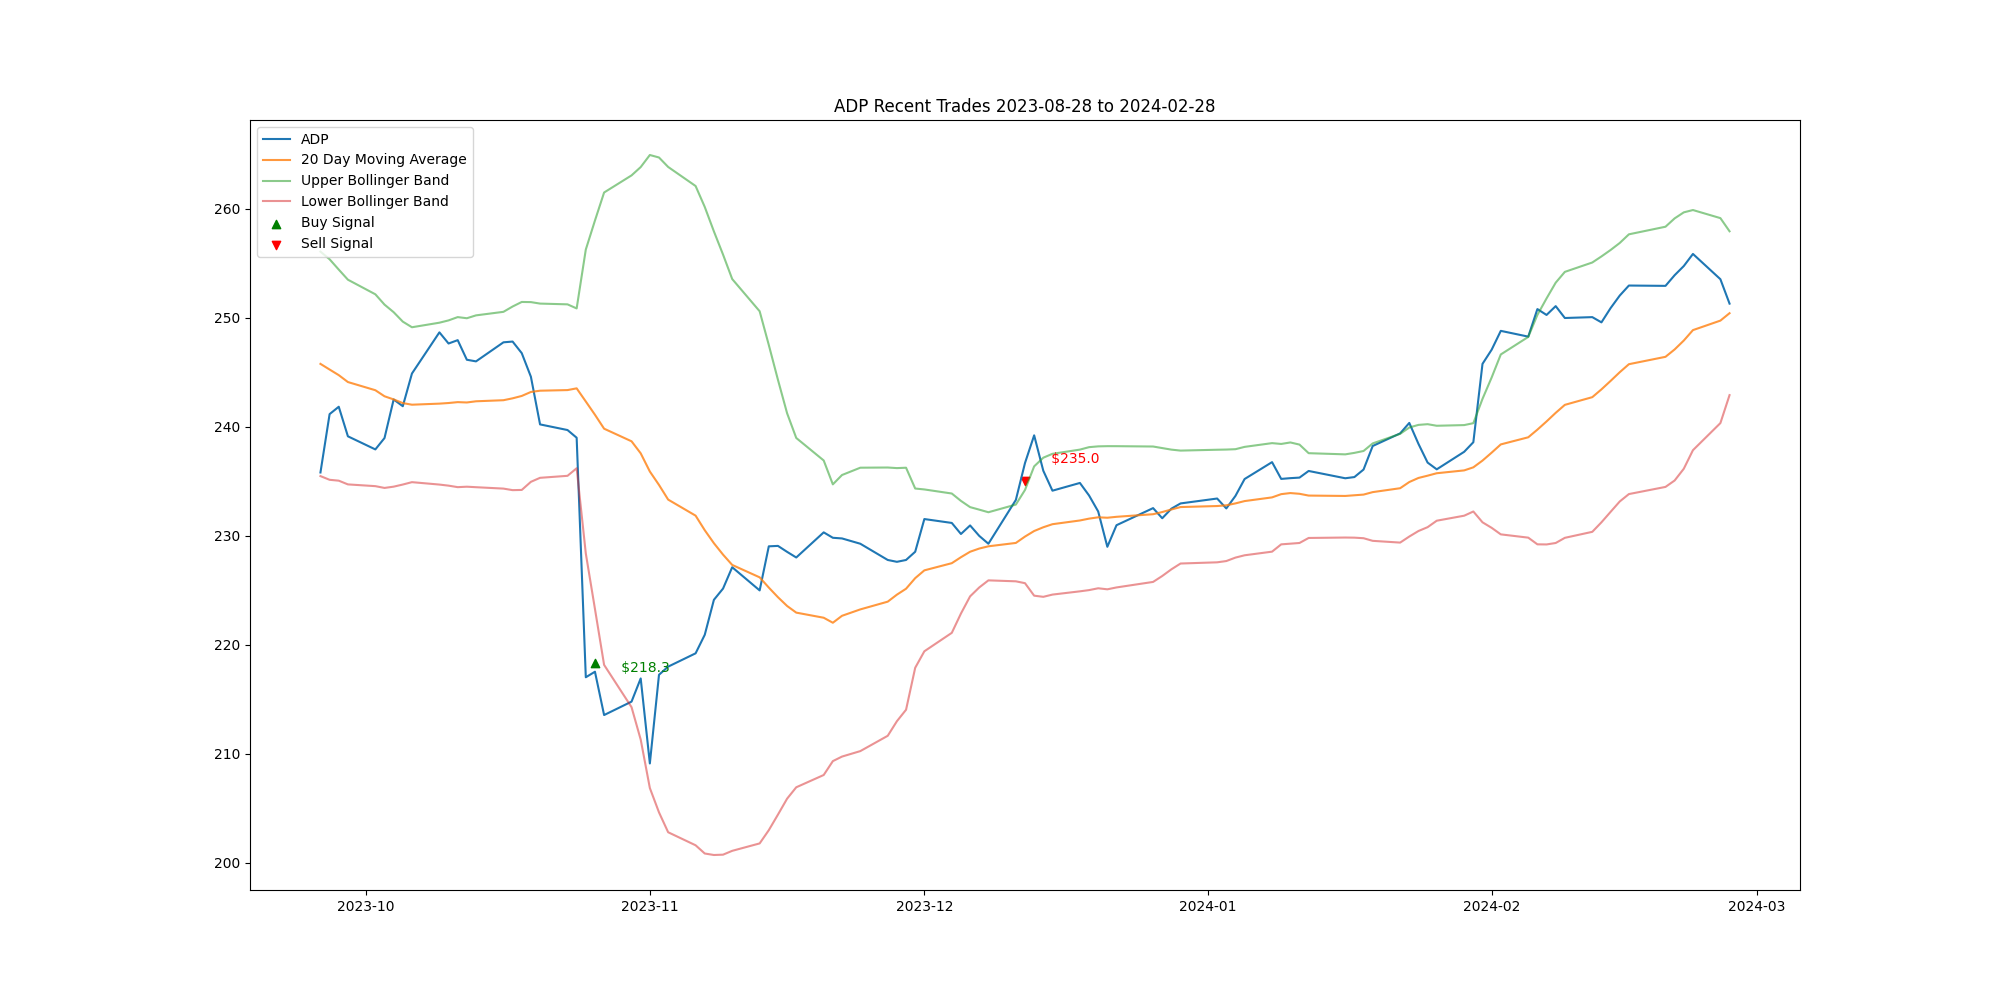 ADP Recent Trades 2023-08-28 to 2024-02-28
ADP
20 Day Moving Average
Upper Bollinger Band
Lower Bollinger Band
Buy Signal
Sell Signal
260
250
240
230
220
210
200
$235.0
$218.3
2023-10
2023-11
2023-12
2024-01
2024-02
2024-03